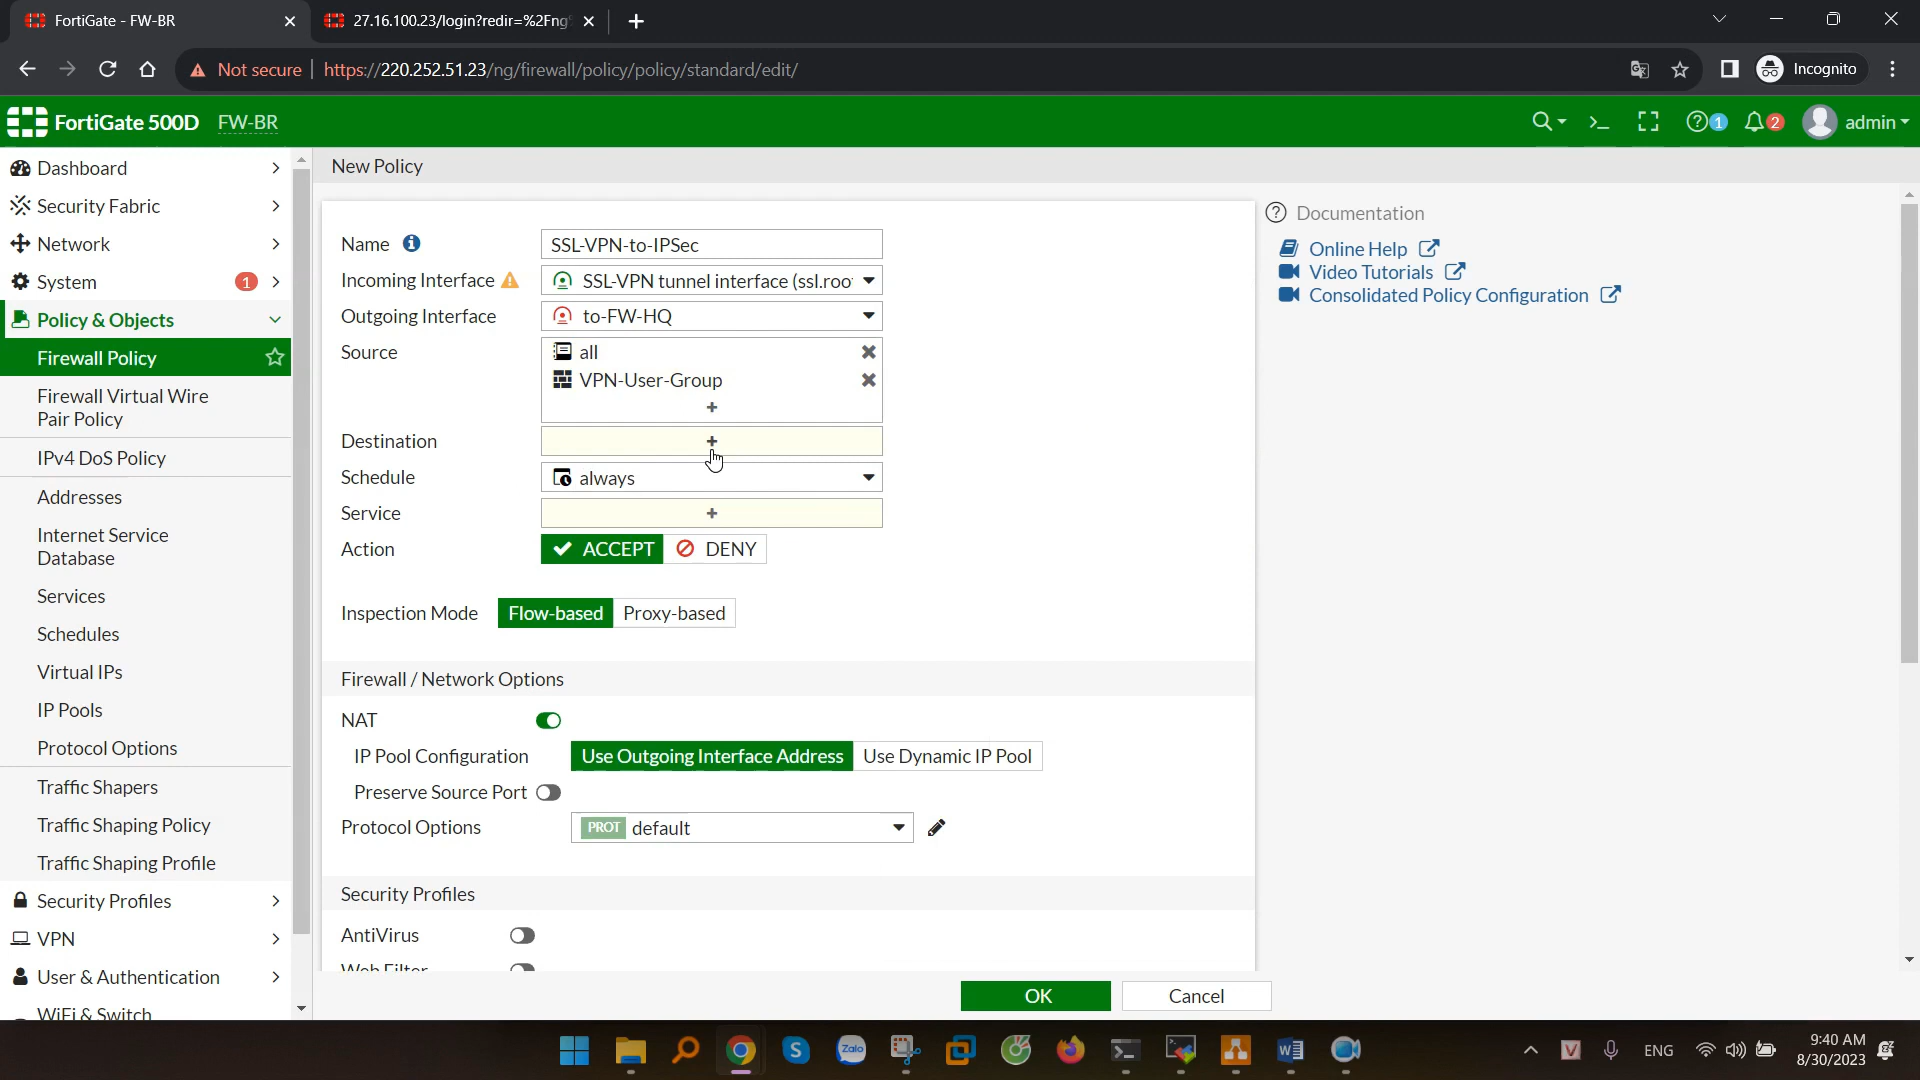 FortiGate - FW-BR
27.16.100.23/login?redir=%2Fng
Not secure https://220.252.51.23/ng/firewall/policy/policy/standard/edit/
Incognito
FortiGate 500D FW-BR
1 2 admin
Dashboard
Security Fabric
Network
System 1
Policy & Objects
Firewall Policy
Firewall Virtual Wire
Pair Policy
IPv4 DoS Policy
Addresses
Internet Service
Database
Services
Schedules
Virtual IPs
IP Pools
Protocol Options
Traffic Shapers
Traffic Shaping Policy
Traffic Shaping Profile
Security Profiles
VPN
User & Authentication
WiFi & Switch
New Policy
Name SSL-VPN-to-IPSec
Incoming Interface SSL-VPN tunnel interface (ssl.roo
Outgoing Interface to-FW-HQ
Source all
VPN-User-Group
Destination
Schedule always
Service
Action ACCEPT DENY
Inspection Mode Flow-based Proxy-based
Firewall / Network Options
NAT
IP Pool Configuration Use Outgoing Interface Address Use Dynamic IP Pool
Preserve Source Port
Protocol Options PROT default
Security Profiles
AntiVirus
Web Filter
OK Cancel
Documentation
Online Help
Video Tutorials
Consolidated Policy Configuration
Zalo
ENG
9:40 AM
8/30/2023